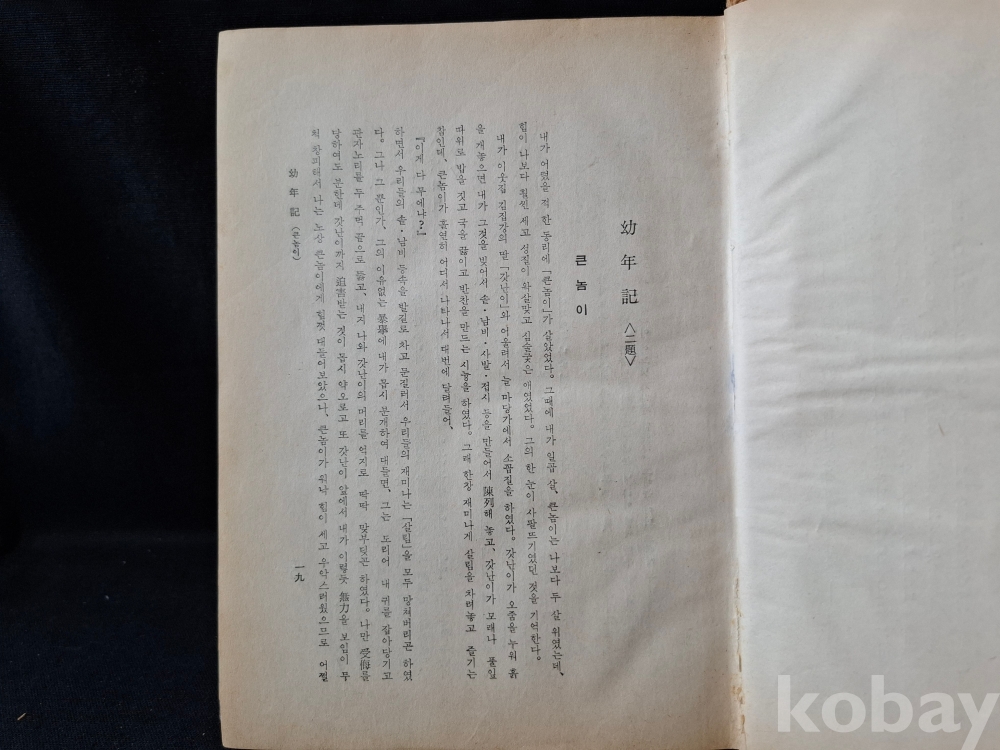 幼年記〈二題〉
큰놈이
내가 어렸을 적 한 동리에 「큰놈이」가 살았었다. 그때에 내가 일곱 살, 큰놈이는 나보다 두 살 위였는데,
힘이 나보다 훨씬 세고 성질이 왁살맞고 심술궂은 애였었다. 그의 한 눈이 사팔뜨기였던 것을 기억한다.
내가 이웃집 김집강의 딸 「갓난이」와 어울려서 늘 마당가에서 소꿉질을 하였다. 갓난이가 오줌을 누워 흙
을 개놓으면 내가 그것을 빚어서 솥·남비·사발·접시 등을 만들어서 陳列해 놓고, 갓난이가 모래나 풀잎
따위로 밥을 짓고 국을 끓이고 반찬을 만드는 시늉을 하였다. 그래 한창 재미나게 살림을 차려놓고 즐기는
참인데, 큰놈이가 홀연히 어디서 나타나서 대번에 달려들어,
『이게 다 무에냐?』
하면서 우리들의 솥·남비 등속을 발길로 차고 문질러서 우리들의 재미나는 「살림」을 모두 망쳐버리곤 하였
다. 그나 그 뿐인가, 그의 이유없는 暴擧에 내가 몹시 분개하여 대들면, 그는 도리어 내 귀를 잡아당기고
관자노리를 두 주먹 끝으로 틀고, 내지 나와 갓난이의 머리를 억지로 딱딱 맞부딪곤 하였다. 나만 受侮를
당하여도 분한데 갓난이까지 迫害받는 것이 몹시 약오로고 또 갓난이 앞에서 내가 이렇듯 無力을 보임이 무
척 창피해서 나는 노상 큰놈이에게 힘껏 대들어보았으나, 큰놈이가 워낙 힘이 세고 우악스러웠으므로 어쩔
幼年記〈큰놈이〉
一九
kobay